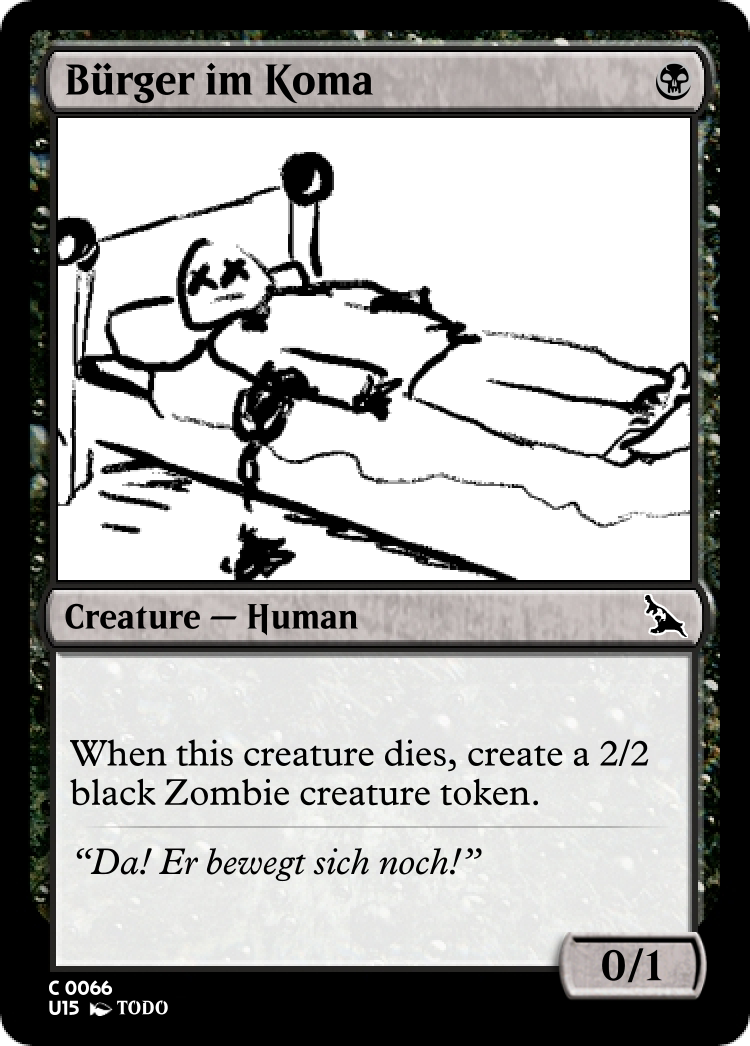 Bürger im Koma
Creature — Human
When this creature dies, create a 2/2
black Zombie creature token.
“Da! Er bewegt sich noch!”
0/1
C 0066
U15 TODO